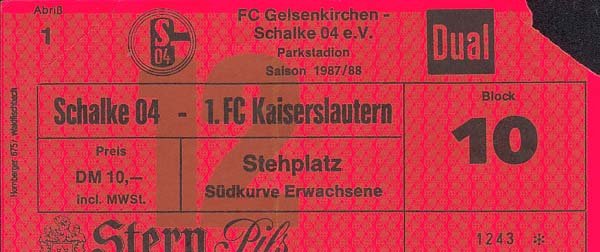 Abriß
1
S
04
FC Gelsenkirchen -
Schalke 04 e.V.
Parkstadion
Saison 1987/88
Dual
Schalke 04 - 1. FC Kaiserslautern
Block
10
12
Preis
DM 10,—
incl. MWSt.
Stehplatz
Südkurve Erwachsene
Stern Pils
1243 *